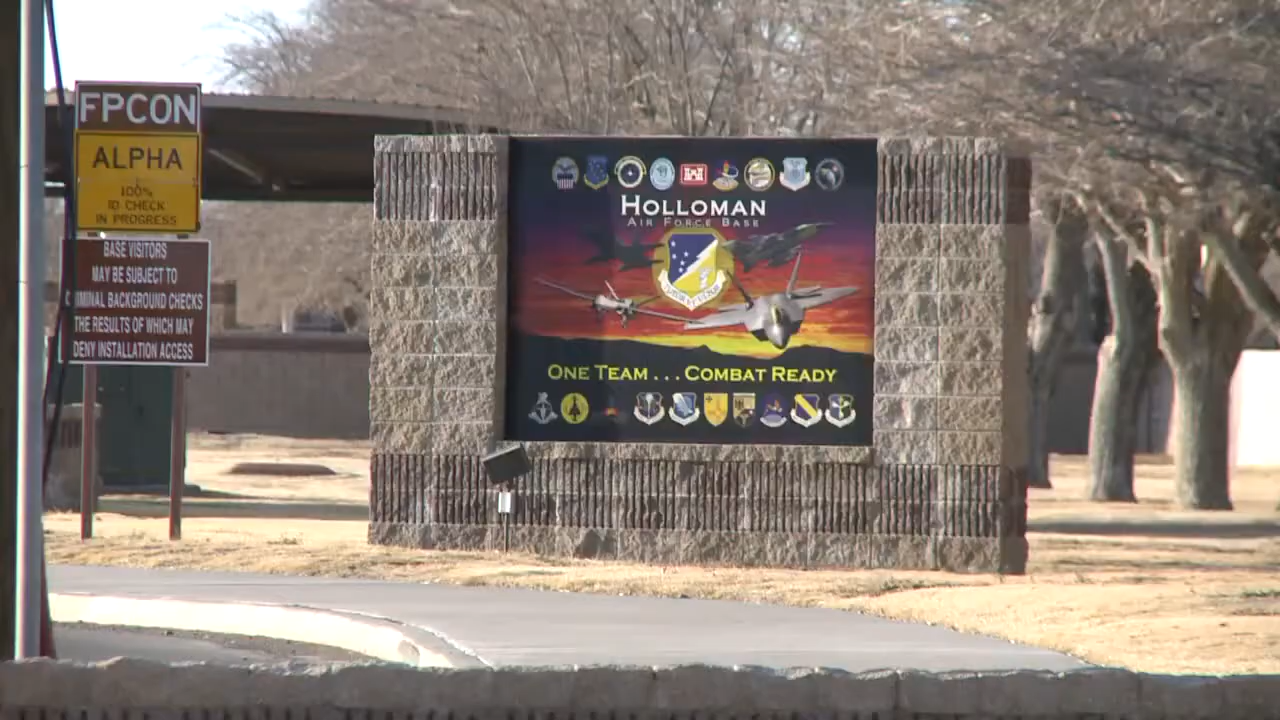 FPCON
ALPHA
100%
ID CHECK
IN PROGRESS
BASE VISITORS
MAY BE SUBJECT TO
CRIMINAL BACKGROUND CHECKS
THE RESULTS OF WHICH MAY
DENY INSTALLATION ACCESS
HOLLOMAN
AIR FORCE BASE
ONE TEAM... COMBAT READY